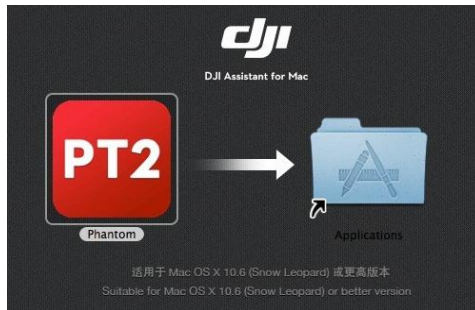 dji
DJI Assistant for Mac
PT2
Phantom
Applications
适用于 Mac OS X 10.6 (Snow Leopard) 或更高版本
Suitable for Mac OS X 10.6 (Snow Leopard) or better version